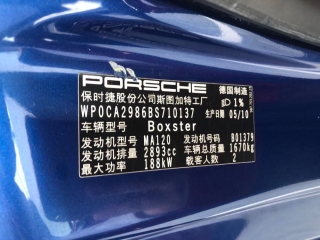 PORSCHE 德国制造
保时捷股份公司斯图加特工厂 1%
WP0CA2986BS710137 生产日期 05/10
车辆型号 Boxster
发动机型号 MA120 发动机号码 B01379
发动机排量 2893cc 车辆总质量 1670kg
最大功率 188kW 载客人数 2